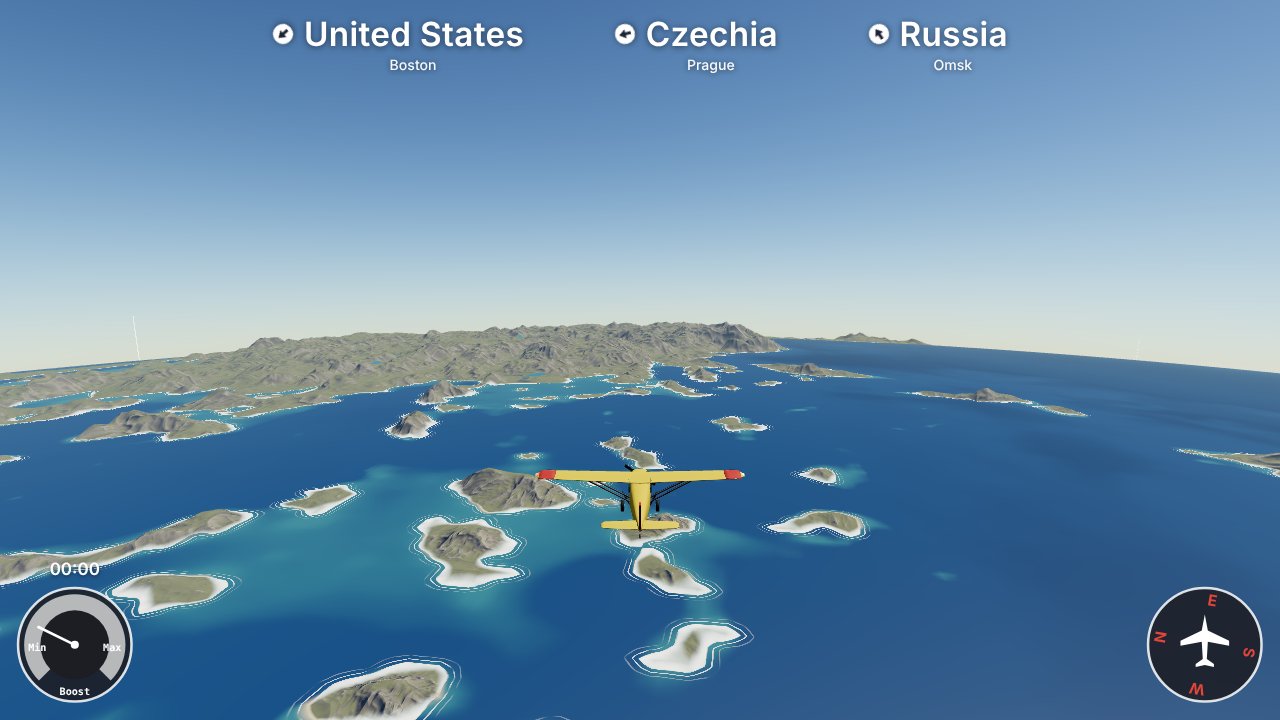 United States
Boston
Czechia
Prague
Russia
Omsk
00:00
Min
Max
Boost
E
N
S
W